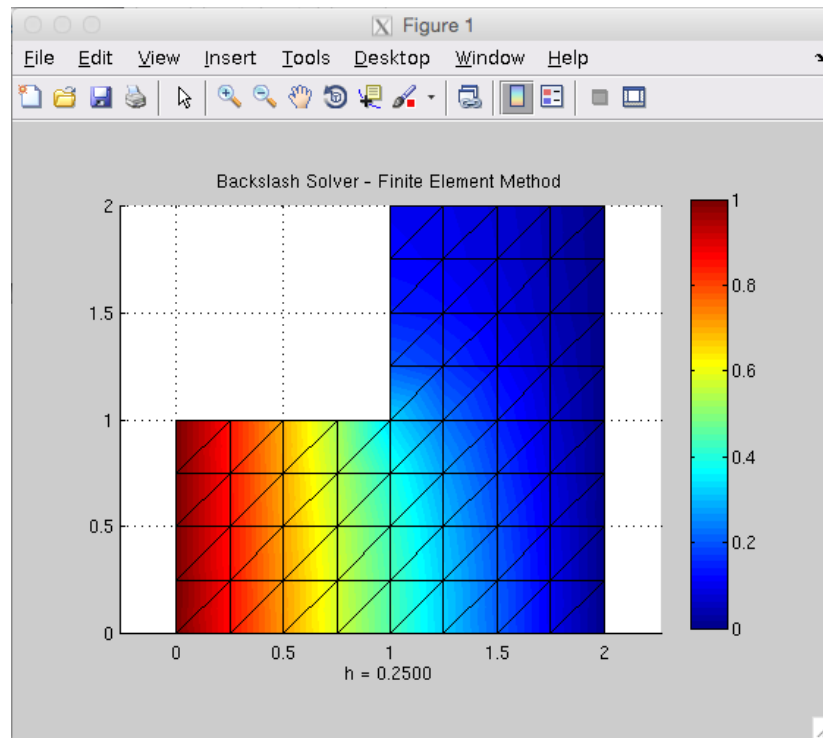 Figure 1
File Edit View Insert Tools Desktop Window Help
Backslash Solver - Finite Element Method
2
1.5
1
0.5
0
0 0.5 1 1.5 2
h = 0.2500
1
0.8
0.6
0.4
0.2
0